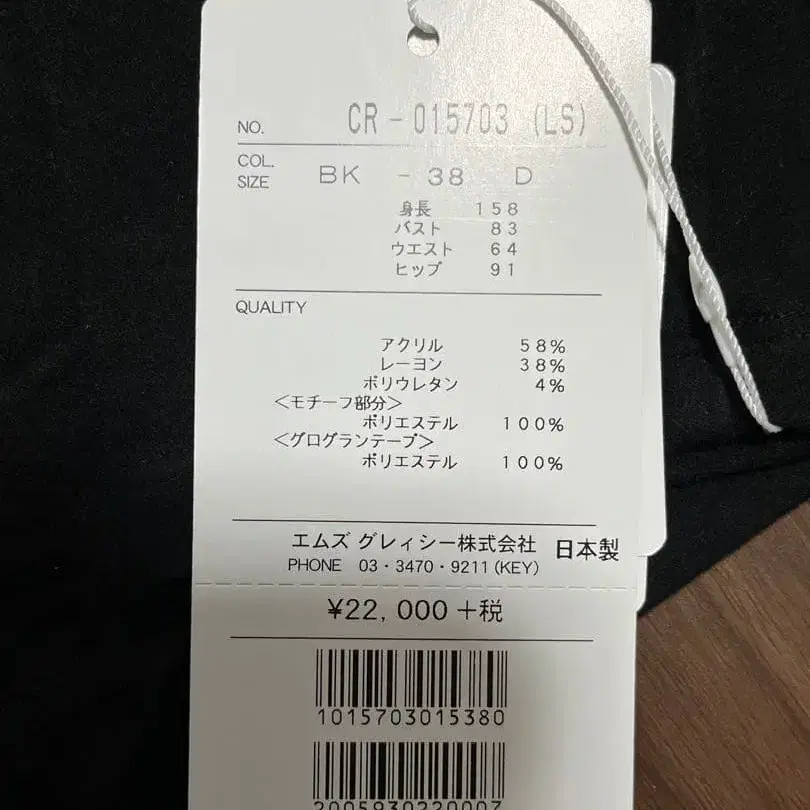 NO. CR-015703 (LS)
COL.
SIZE BK - 38 D
身長 158
バスト 83
ウエスト 64
ヒップ 91
QUALITY
アクリル 58%
レーヨン 38%
ポリウレタン 4%
<モチーフ部分>
ポリエステル 100%
<グログランテープ>
ポリエステル 100%
エムズ グレィシー株式会社 日本製
PHONE 03・3470・9211(KEY)
¥22,000+税
1015703015380
2005930220007